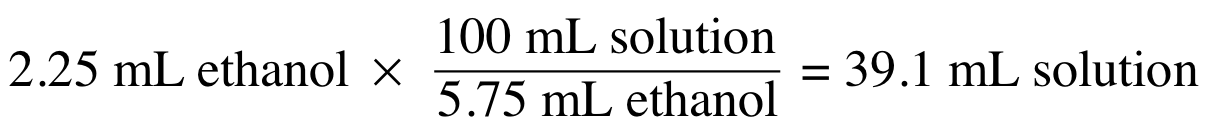 2.25 mL ethanol × 100 mL solution / 5.75 mL ethanol = 39.1 mL solution